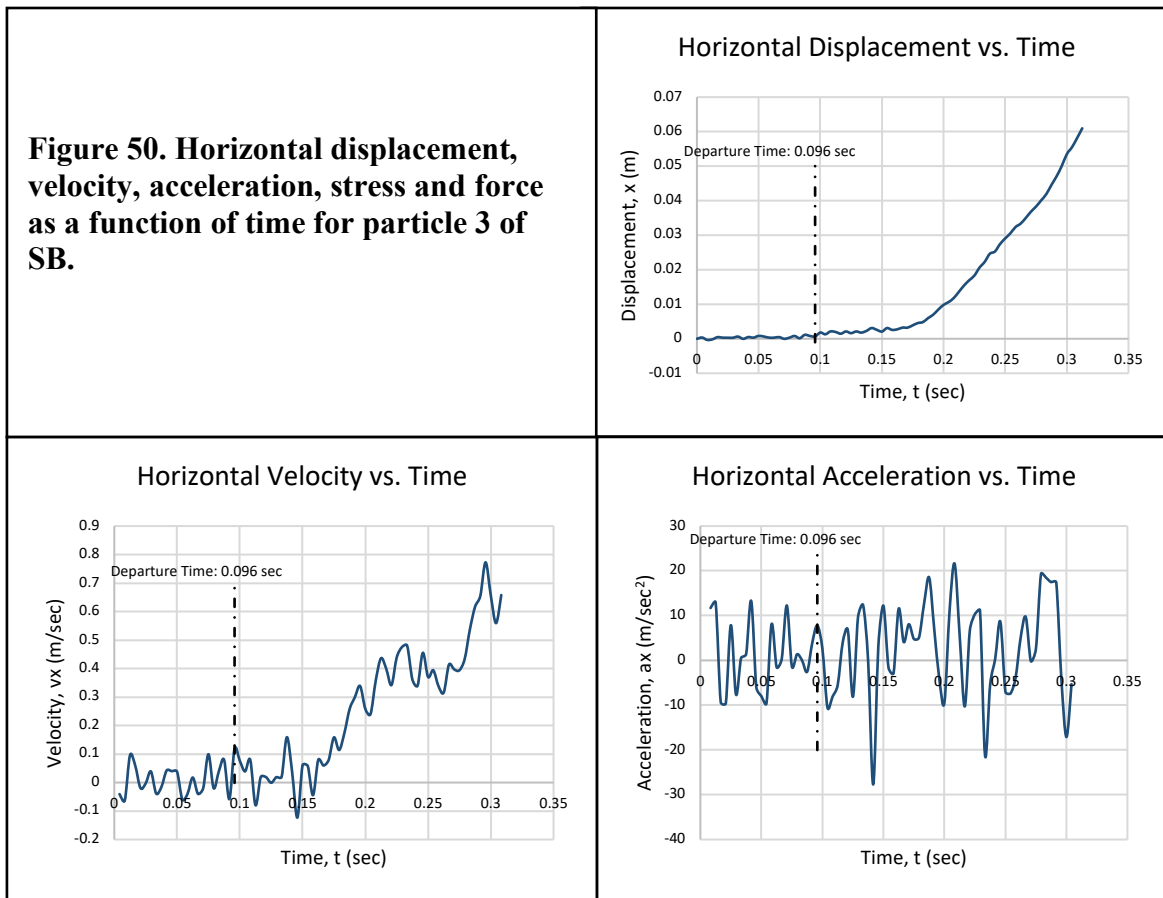 Figure 50. Horizontal displacement,
velocity, acceleration, stress and force
as a function of time for particle 3 of
SB.
Horizontal Displacement vs. Time
0.07
0.06
0.05
0.04
0.03
0.02
0.01
0
-0.01
Displacement, x (m)
Departure Time: 0.096 sec
0 0.05 0.1 0.15 0.2 0.25 0.3 0.35
Time, t (sec)
Horizontal Velocity vs. Time
0.9
0.8
0.7
0.6
0.5
0.4
0.3
0.2
0.1
0
-0.1
-0.2
Velocity, vx (m/sec)
Departure Time: 0.096 sec
0 0.05 0.1 0.15 0.2 0.25 0.3 0.35
Time, t (sec)
Horizontal Acceleration vs. Time
30
20
10
0
-10
-20
-30
-40
Acceleration, ax (m/sec²)
Departure Time: 0.096 sec
0 0.05 0.1 0.15 0.2 0.25 0.3 0.35
Time, t (sec)